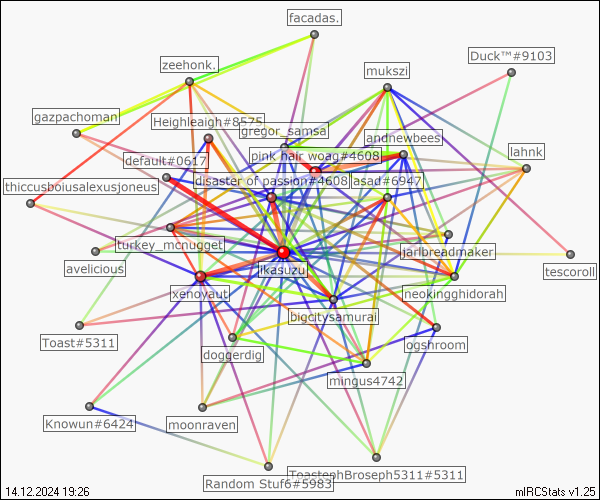 facadas.
zeehonk.
Duck™#9103
mukszi
gazpachoman
Heighleaigh#8575
gregor_samsa
andnewbees
default#0617
pink hair woag#4608
lahnk
thiccusboiusalexusjoneus
disaster of passion#4608
asad#6947
turkey_mcnugget
jarlbreadmaker
avelicious
likasuzu
tescoroll
xenoyaut
neokingghidorah
bigcitysamurai
Toast#5311
doggerdig
ogshroom
mingus4742
Knowun#6424
moonraven
Random Stuf6#5983
ToastephBroseph5311#5311
14.12.2024 19:26
mIRCStats v1.25